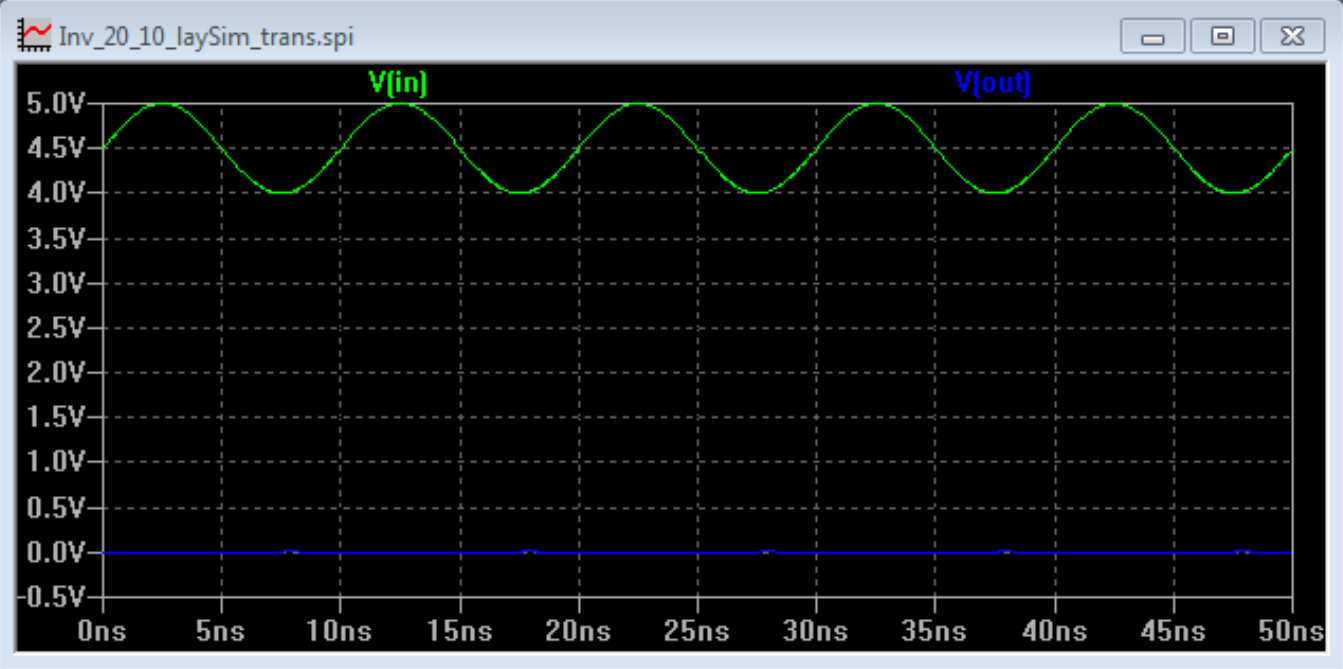 Inv_20_10_laySim_trans.spi
V(in) V(out)
5.0V
4.5V
4.0V
3.5V
3.0V
2.5V
2.0V
1.5V
1.0V
0.5V
0.0V
-0.5V
0ns 5ns 10ns 15ns 20ns 25ns 30ns 35ns 40ns 45ns 50ns